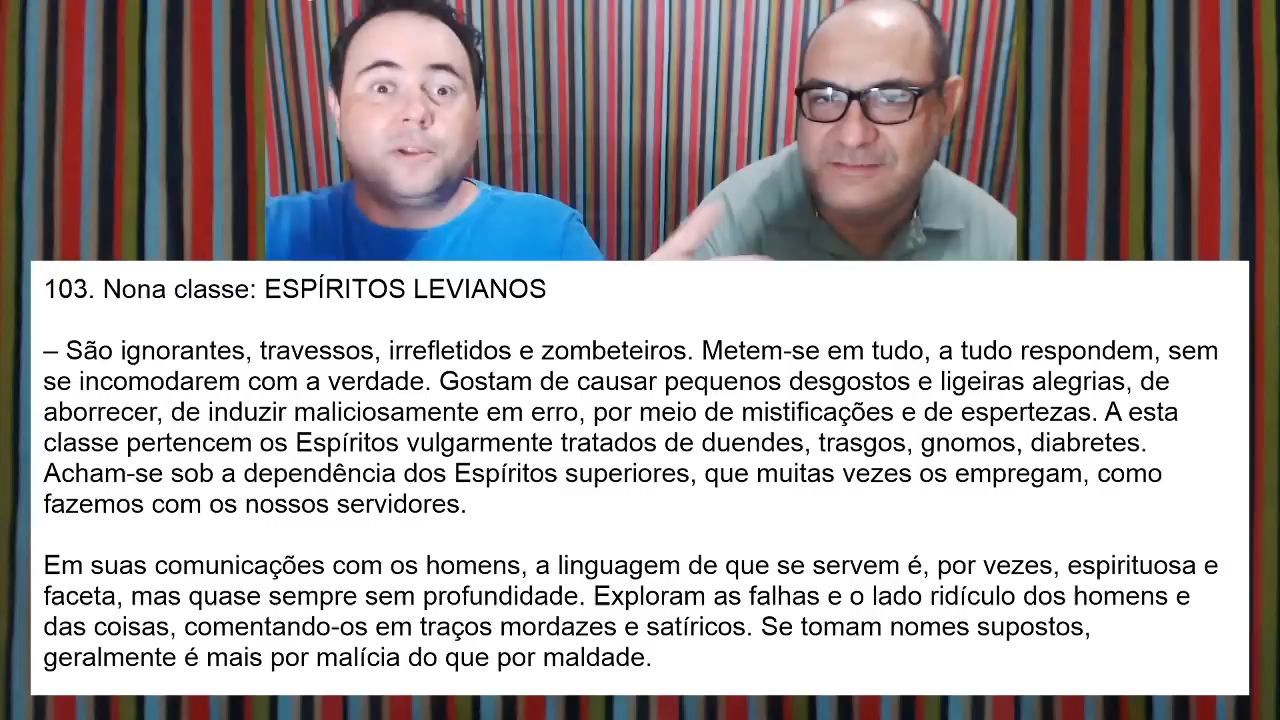 103. Nona classe: ESPÍRITOS LEVIANOS
– São ignorantes, travessos, irrefletidos e zombeteiros. Metem-se em tudo, a tudo respondem, sem
se incomodarem com a verdade. Gostam de causar pequenos desgostos e ligeiras alegrias, de
aborrecer, de induzir maliciosamente em erro, por meio de mistificações e de espertezas. A esta
classe pertencem os Espíritos vulgarmente tratados de duendes, trasgos, gnomos, diabretes.
Acham-se sob a dependência dos Espíritos superiores, que muitas vezes os empregam, como
fazemos com os nossos servidores.
Em suas comunicações com os homens, a linguagem de que se servem é, por vezes, espirituosa e
faceta, mas quase sempre sem profundidade. Exploram as falhas e o lado ridículo dos homens e
das coisas, comentando-os em traços mordazes e satíricos. Se tomam nomes supostos,
geralmente é mais por malícia do que por maldade.